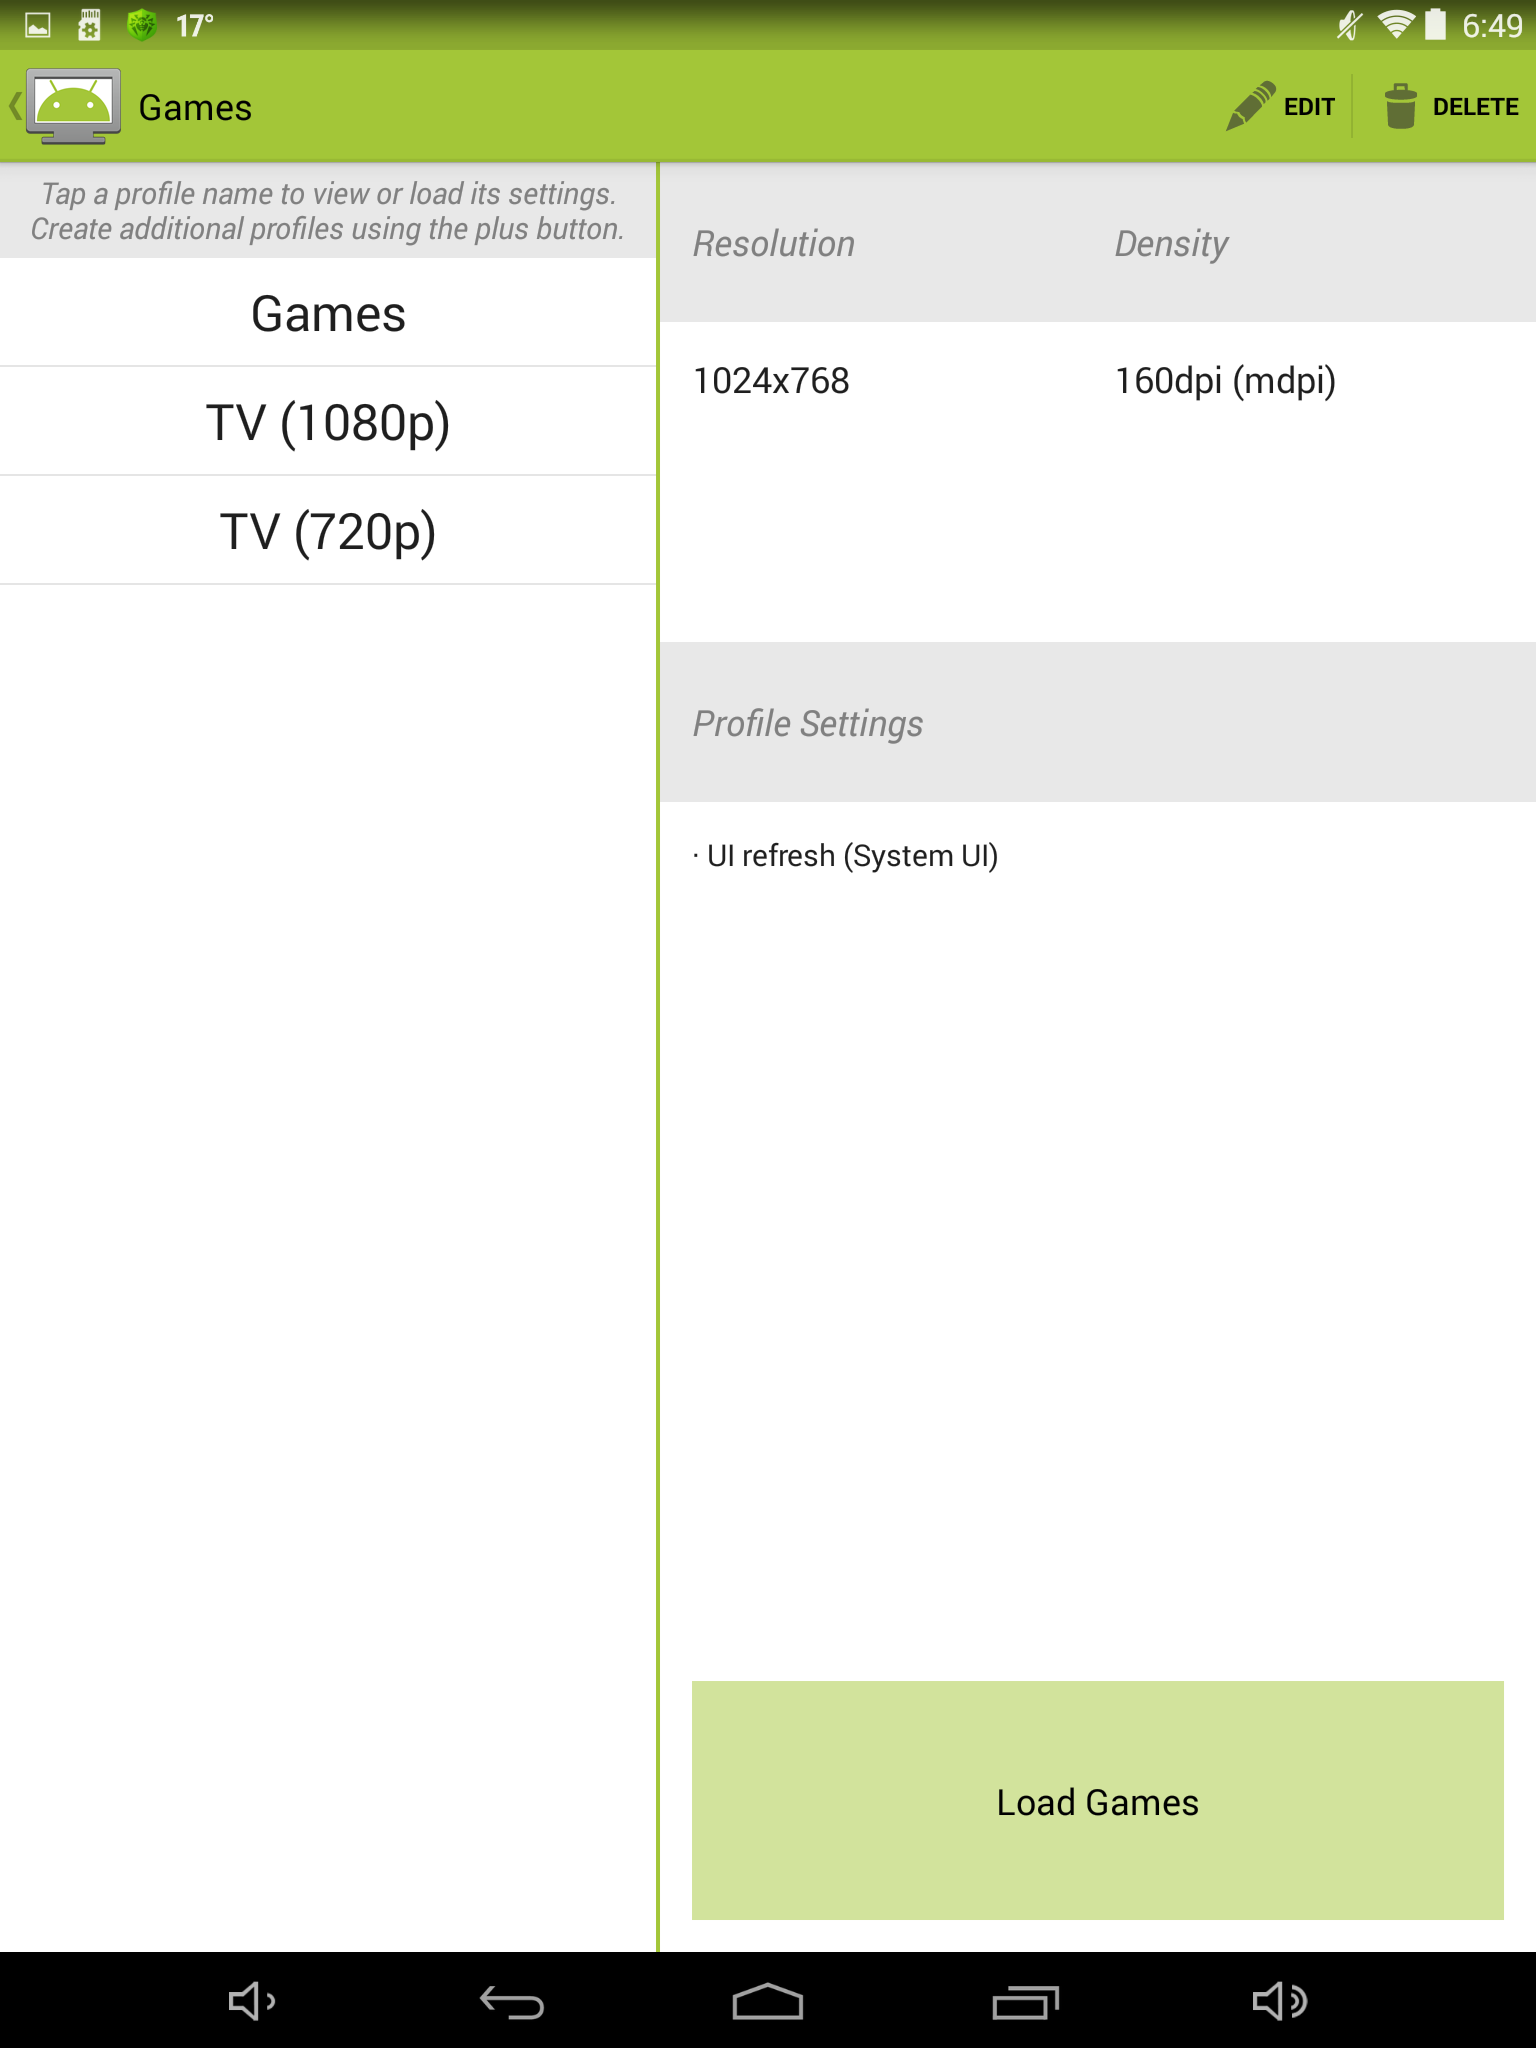 17°
6:49
Games
EDIT
DELETE
Tap a profile name to view or load its settings.
Create additional profiles using the plus button.
Games
TV (1080p)
TV (720p)
Resolution
Density
1024x768
160dpi (mdpi)
Profile Settings
· UI refresh (System UI)
Load Games